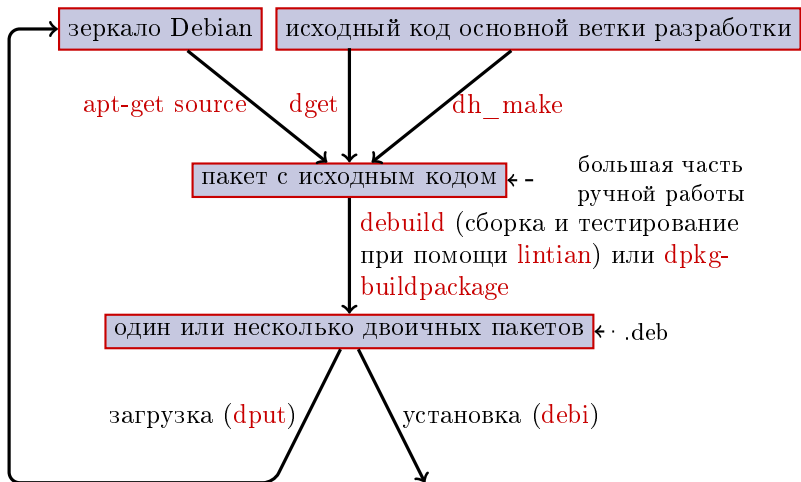 зеркало Debian
исходный код основной ветки разработки
apt-get source
dget
dh_make
пакет с исходным кодом
большая часть
ручной работы
debuild (сборка и тестирование
при помощи lintian) или dpkg-
buildpackage
один или несколько двоичных пакетов
.deb
загрузка (dput)
установка (debi)